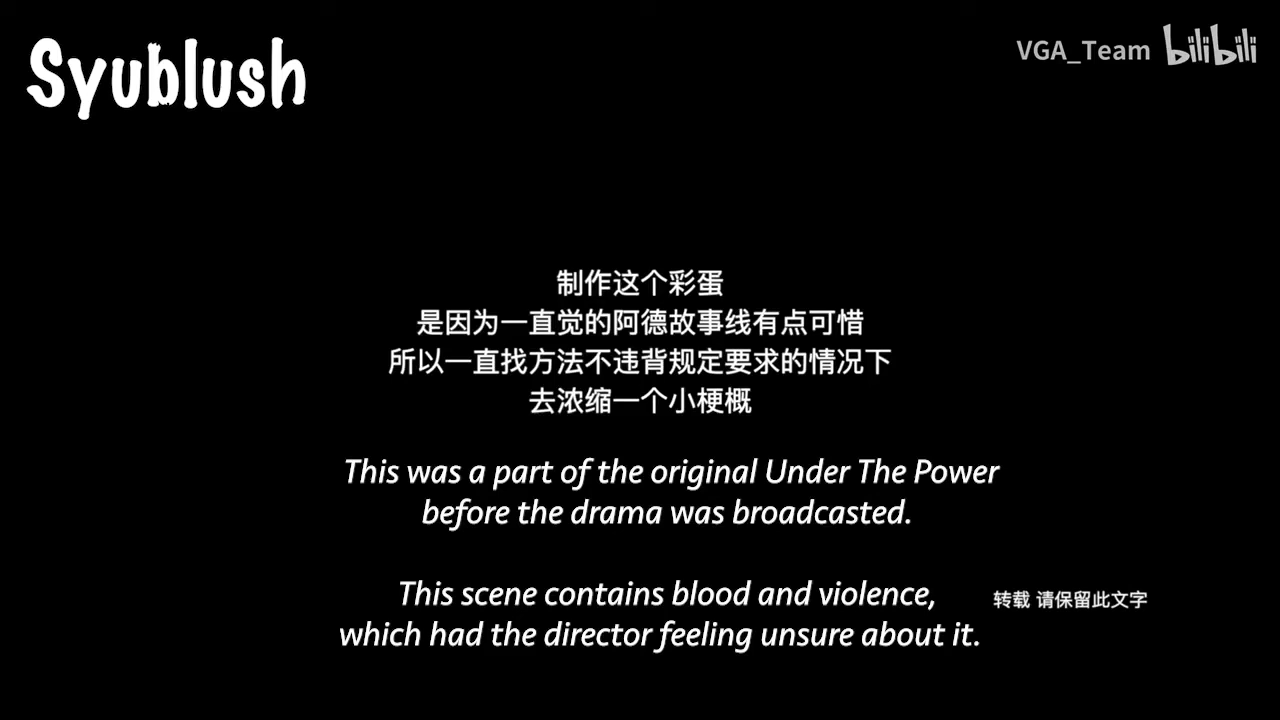 Syublush
VGA_Team bilibili
制作这个彩蛋
是因为一直觉的阿德故事线有点可惜
所以一直找方法不违背规定要求的情况下
去浓缩一个小梗概
This was a part of the original Under The Power
before the drama was broadcasted.
This scene contains blood and violence,
转载 请保留此文字
which had the director feeling unsure about it.